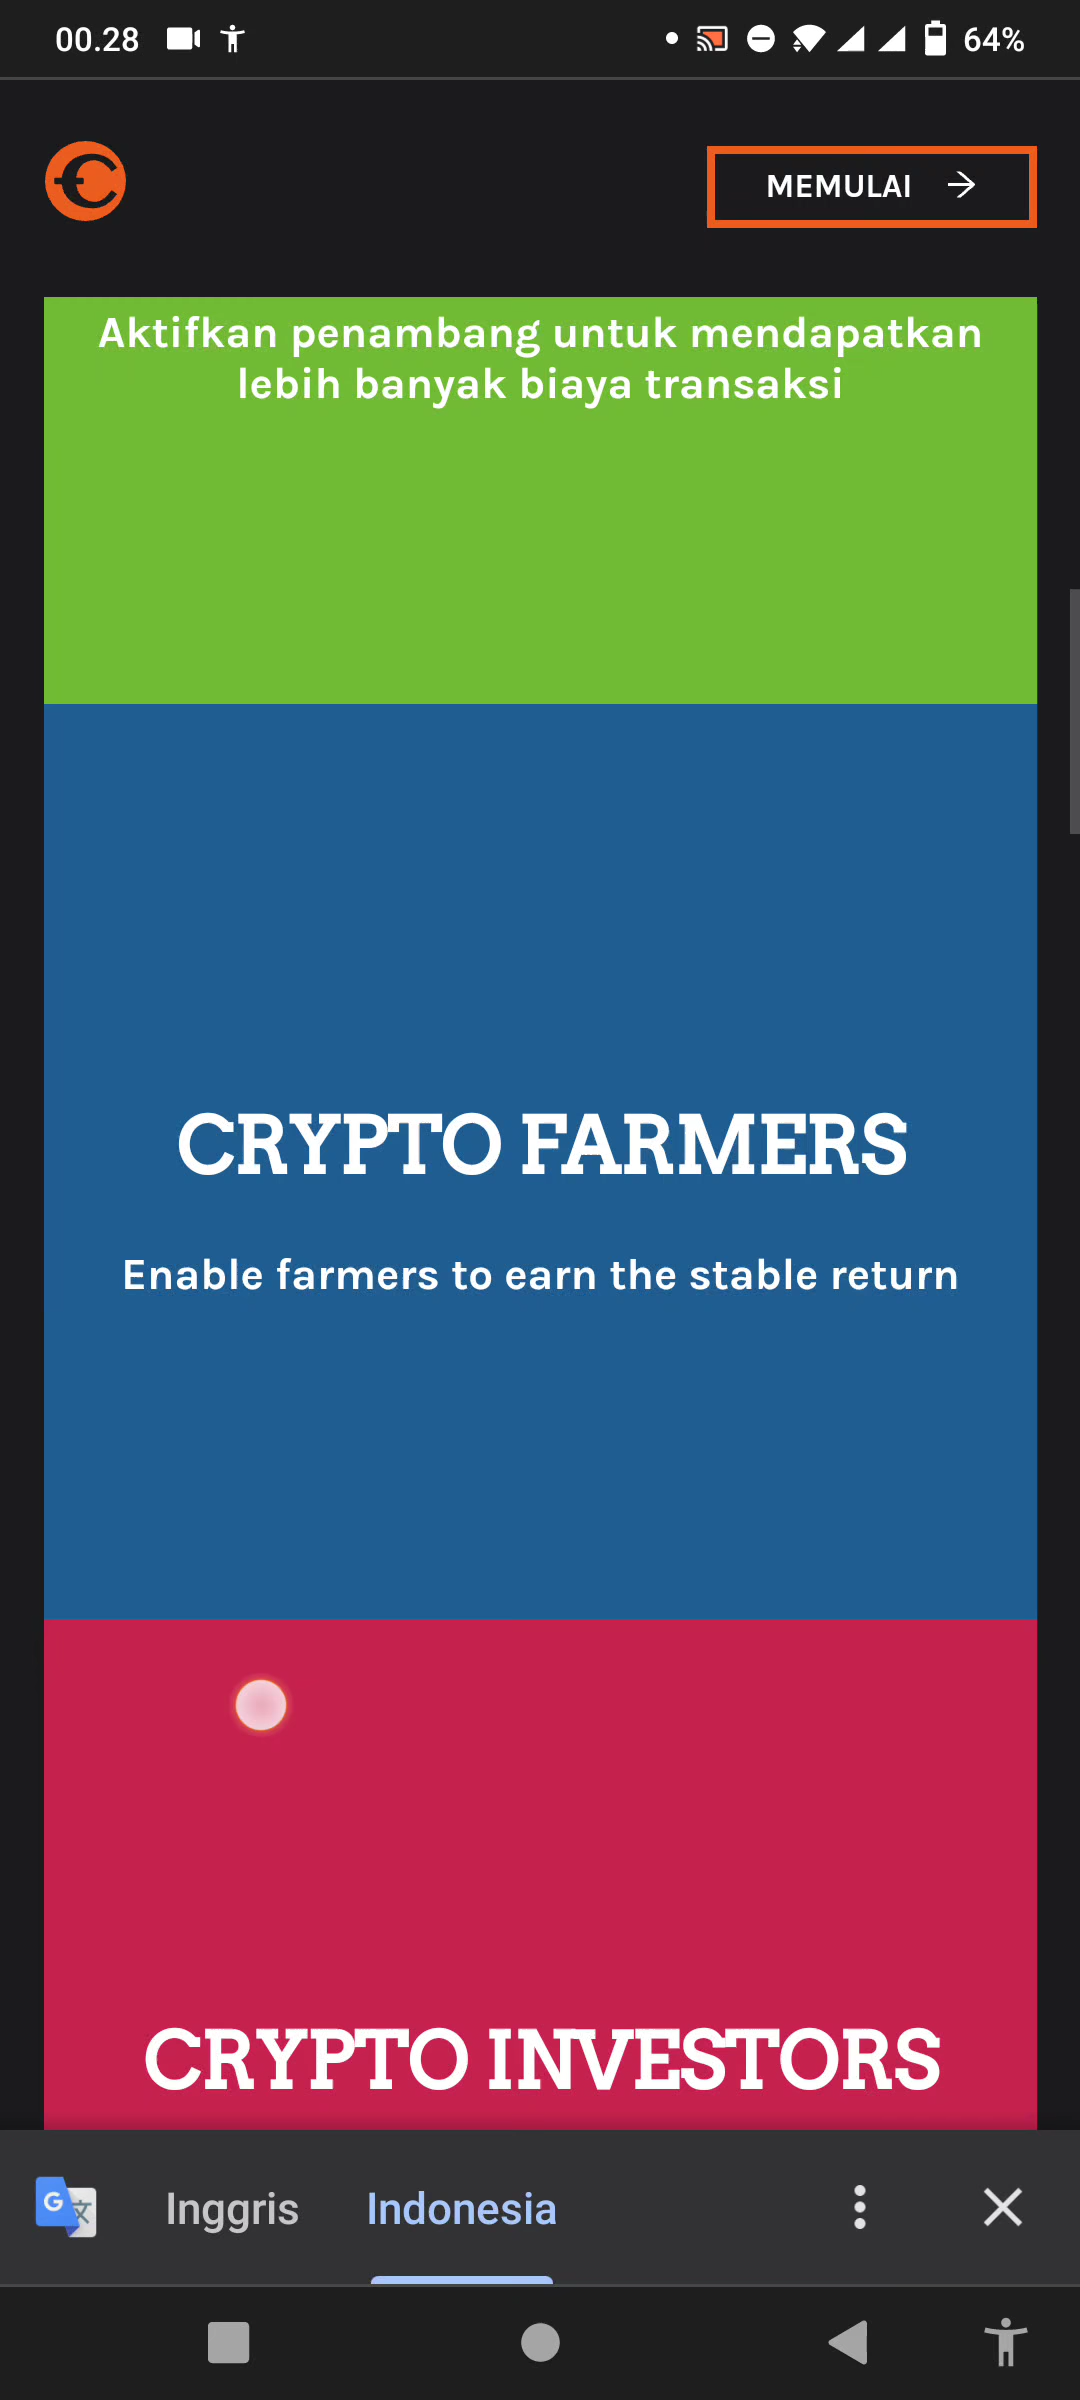 00.28
64%
MEMULAI
Aktifkan penambang untuk mendapatkan
lebih banyak biaya transaksi
CRYPTO FARMERS
Enable farmers to earn the stable return
CRYPTO INVESTORS
Inggris Indonesia